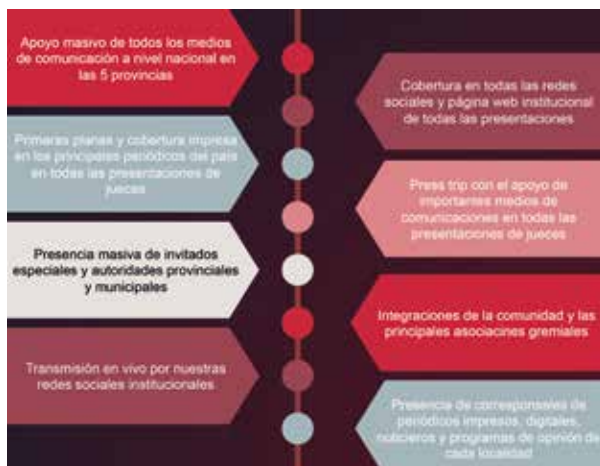 Apoyo masivo de todos los medios
de comunicación a nivel nacional en
las 5 provincias
Cobertura en todas las redes
sociales y página web institucional
de todas las presentaciones
Primeras planas y cobertura impresa
en los principales periódicos del país
en todas las presentaciones de
jueces
Press trip con el apoyo de
importantes medios de
comunicaciones en todas las
presentaciones de jueces
Presencia masiva de invitados
especiales y autoridades provinciales
y municipales
Integraciones de la comunidad y las
principales asociacines gremiales
Transmisión en vivo por nuestras
redes sociales institucionales
Presencia de corresponsales de
periódicos impresos, digitales,
noticieros y programas de opinión de
cada localidad